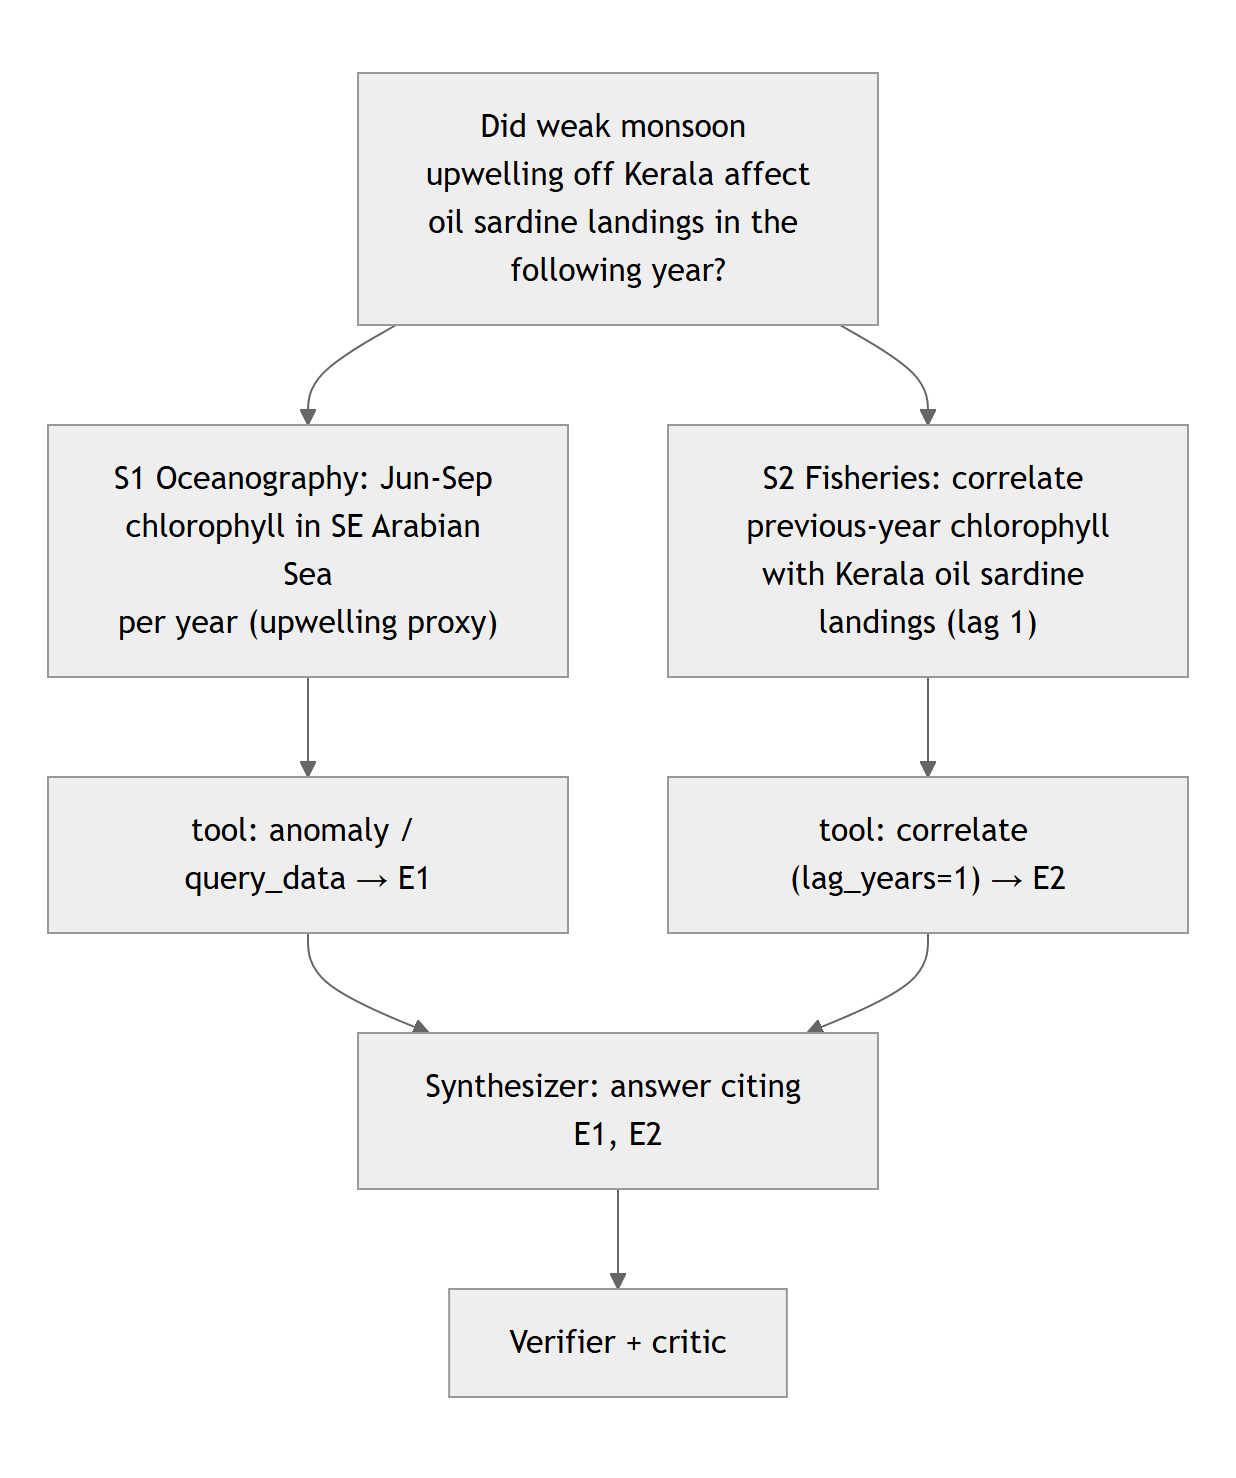 Did weak monsoon
upwelling off Kerala affect
oil sardine landings in the
following year?
S1 Oceanography: Jun-Sep
chlorophyll in SE Arabian
Sea
per year (upwelling proxy)
S2 Fisheries: correlate
previous-year chlorophyll
with Kerala oil sardine
landings (lag 1)
tool: anomaly /
query_data → E1
tool: correlate
(lag_years=1) → E2
Synthesizer: answer citing
E1, E2
Verifier + critic